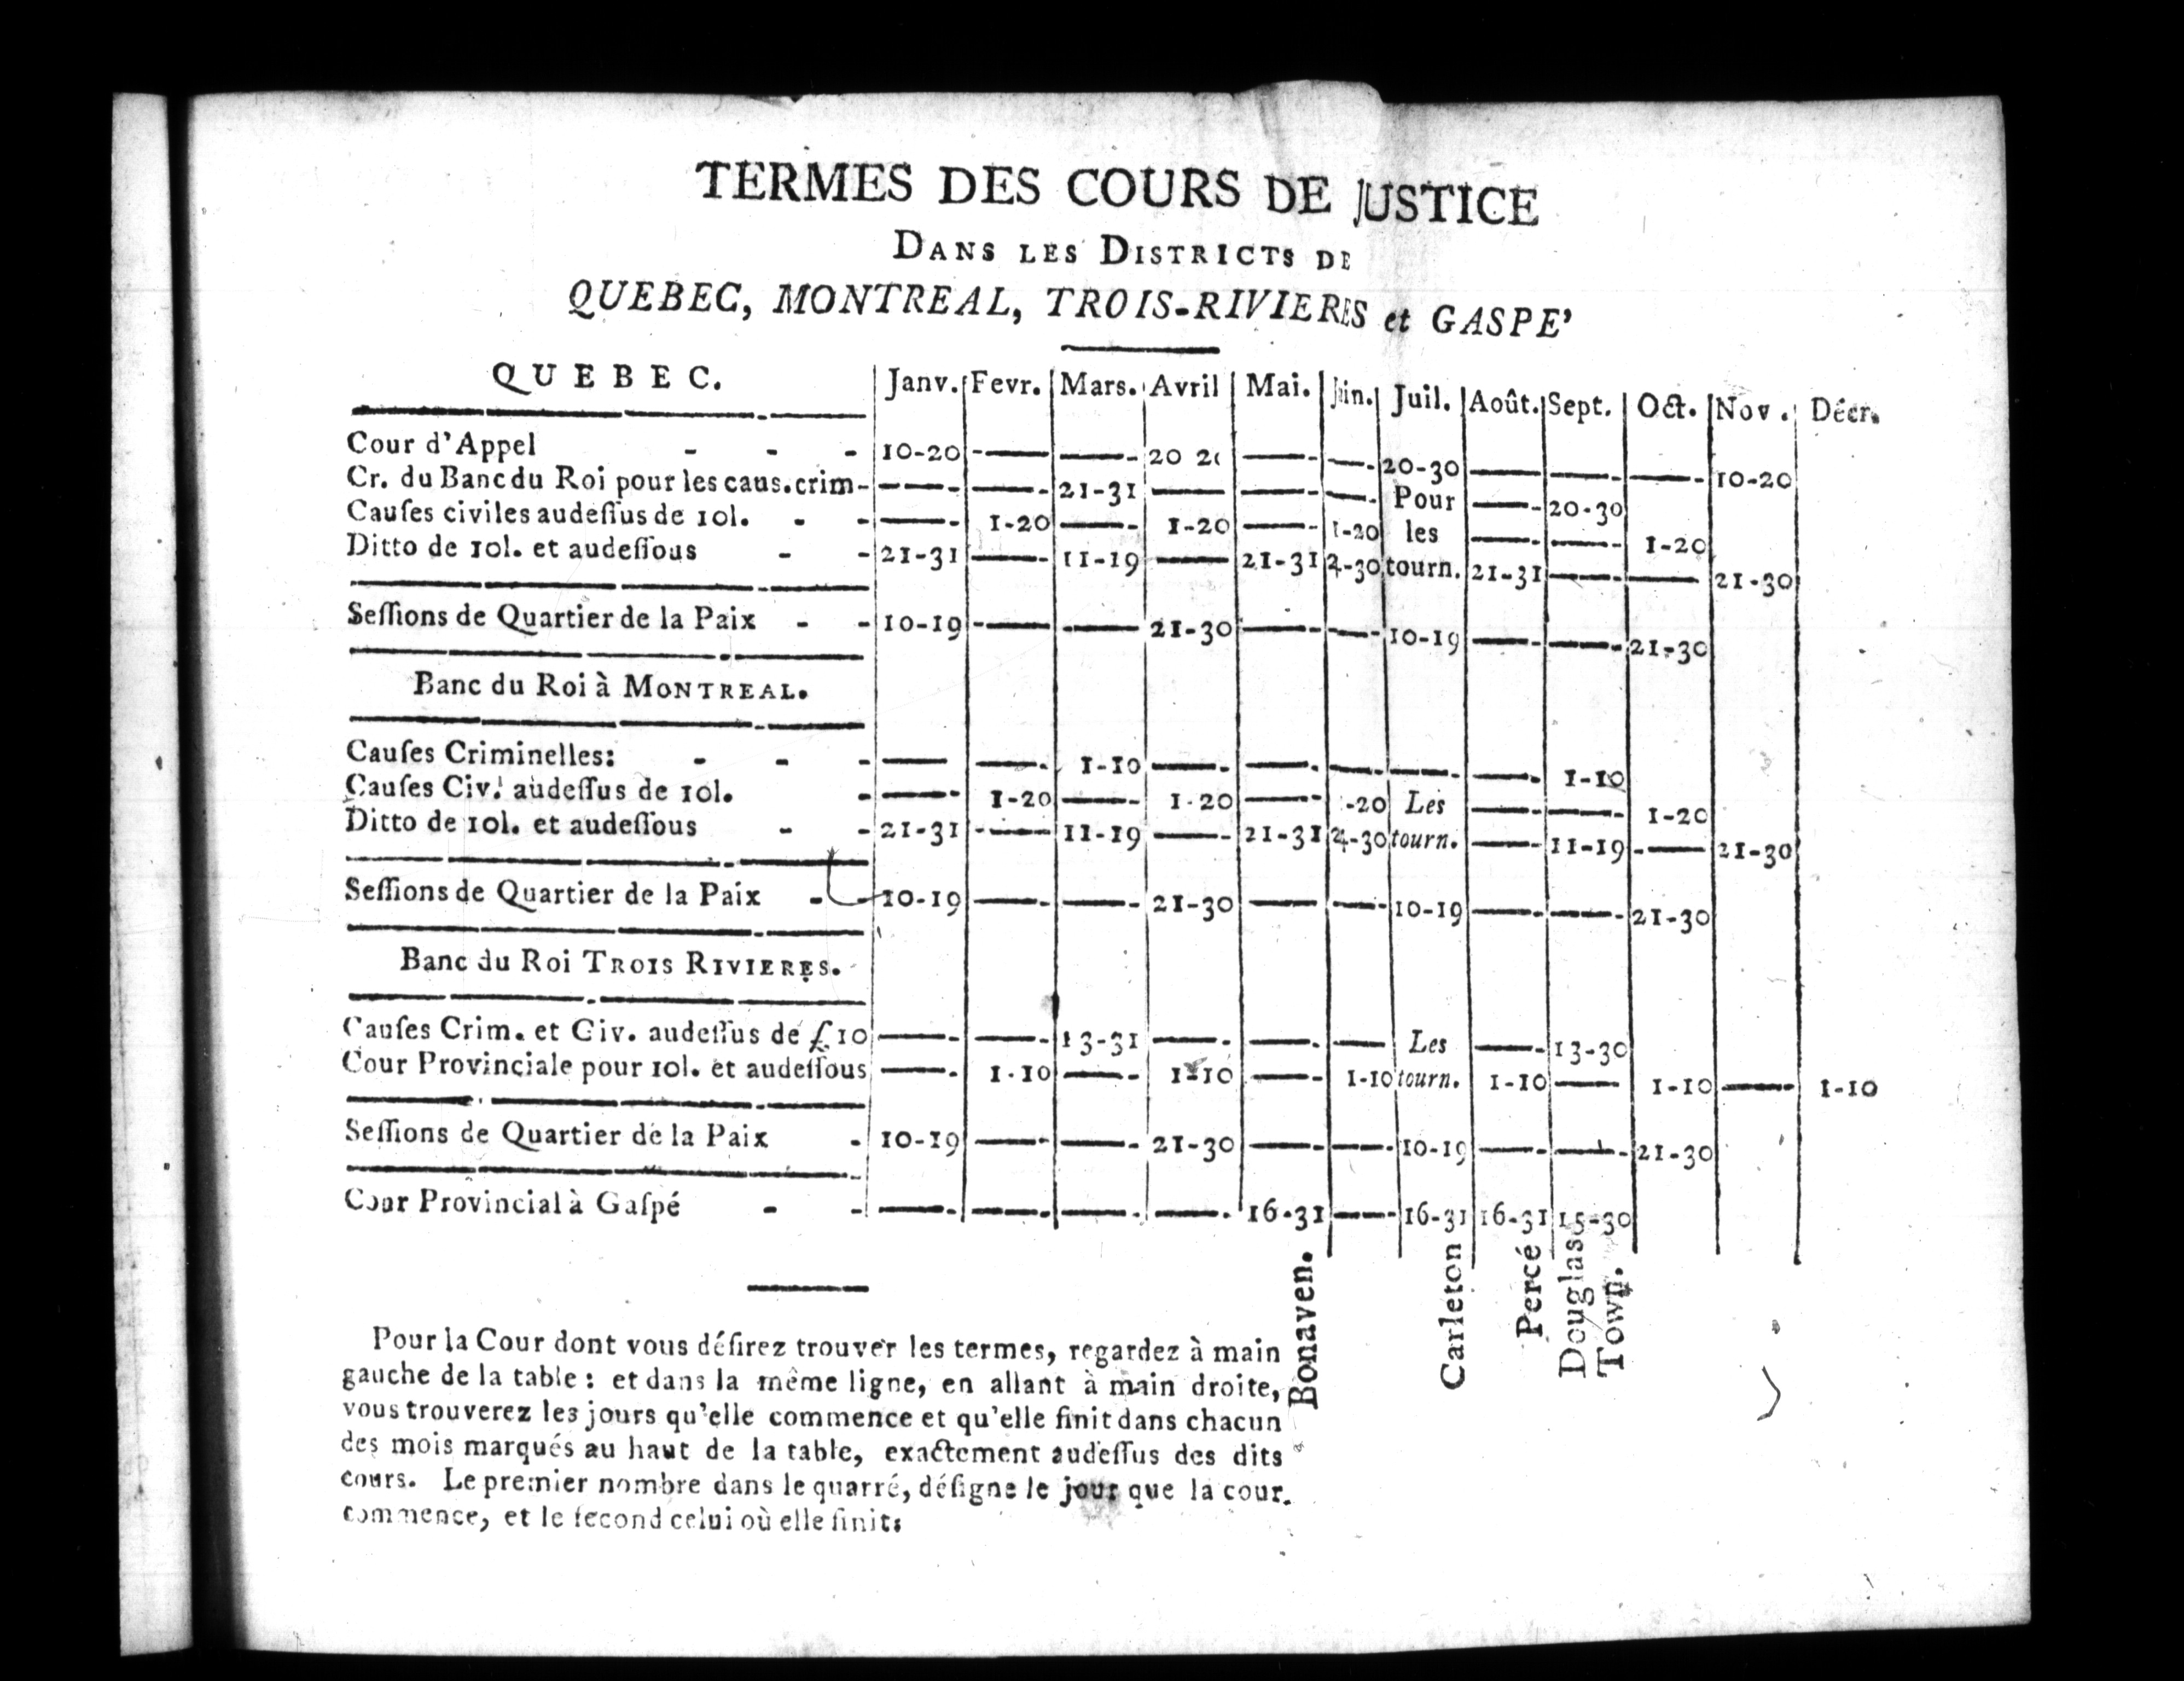 TERMES DES COURS DE JUSTICE
DANS LES DISTRICTS DE
QUEBEC, MONTREAL, TROIS-RIVIERES et GASPE'
QUEBEC. Janv. Fevr. Mars. Avril Mai. Juin. Juil. Août. Sept. Oct. Nov. Décr.
Cour d'Appel - - - 10-20 20 20-30 10-20
Cr. du Banc du Roi pour les caus. crim- 21-31 Pour 20-30
Cauſes civiles audeſſus de 10l. - - 1-20 1-20 1-20 les 1-20
Ditto de 10l. et audeſſous - - 21-31 11-19 21-31 -30 tourn. 21-31 21-30
Seſſions de Quartier de la Paix - - 10-19 21-30 10-19 21-30
Banc du Roi à MONTREAL.
Cauſes Criminelles: - - - 1-10 1-10
Cauſes Civ. audeſſus de 10l. - 1-20 1-20 -20 Les 1-20
Ditto de 10l. et audeſſous - - 21-31 11-19 21-31 24-30 tourn. 11-19 21-30
Seſſions de Quartier de la Paix - - 10-19 21-30 10-19 21-30
Banc du Roi TROIS RIVIERES.
Cauſes Crim. et Civ. audeſſus de £10 13-31 Les 13-30
Cour Provinciale pour 10l. et audeſſous 1-10 1-10 1-10 tourn. 1-10 1-10 1-10
Seſſions de Quartier de la Paix - 10-19 21-30 10-19 21-30
Cour Provincial à Gaſpé - - 16-31 16-31 16-31 15-30
Bonaven.
Carleton
Percé
Douglas
Town.
Pour la Cour dont vous déſirez trouver les termes, regardez à main
gauche de la table : et dans la même ligne, en allant à main droite,
vous trouverez les jours qu'elle commence et qu'elle finit dans chacun
des mois marqués au haut de la table, exactement audeſſus des dits
cours. Le premier nombre dans le quarré, déſigne le jour que la cour
commence, et le ſecond celui où elle finit.